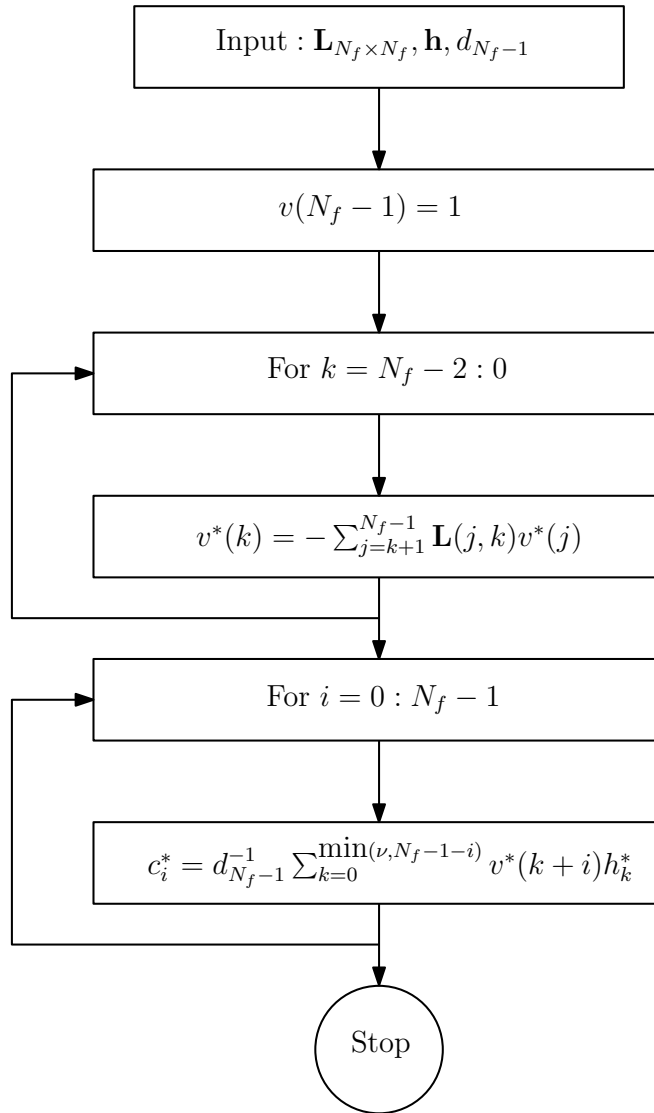 Input : $\mathbf{L}_{N_f \times N_f}, \mathbf{h}, d_{N_f-1}$
$v(N_f - 1) = 1$
For $k = N_f - 2 : 0$
$v^*(k) = -\sum_{j=k+1}^{N_f-1} \mathbf{L}(j, k)v^*(j)$
For $i = 0 : N_f - 1$
$c_i^* = d_{N_f-1}^{-1} \sum_{k=0}^{\min(\nu, N_f-1-i)} v^*(k+i)h_k^*$
Stop